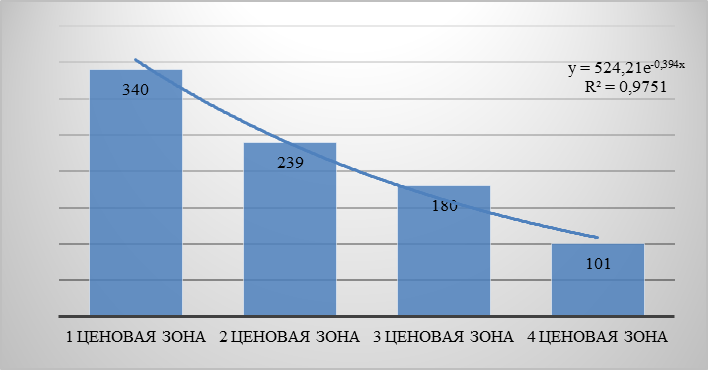 y = 524,21e^-0,394x
R² = 0,9751
340
239
180
101
1 ЦЕНОВАЯ ЗОНА 2 ЦЕНОВАЯ ЗОНА 3 ЦЕНОВАЯ ЗОНА 4 ЦЕНОВАЯ ЗОНА